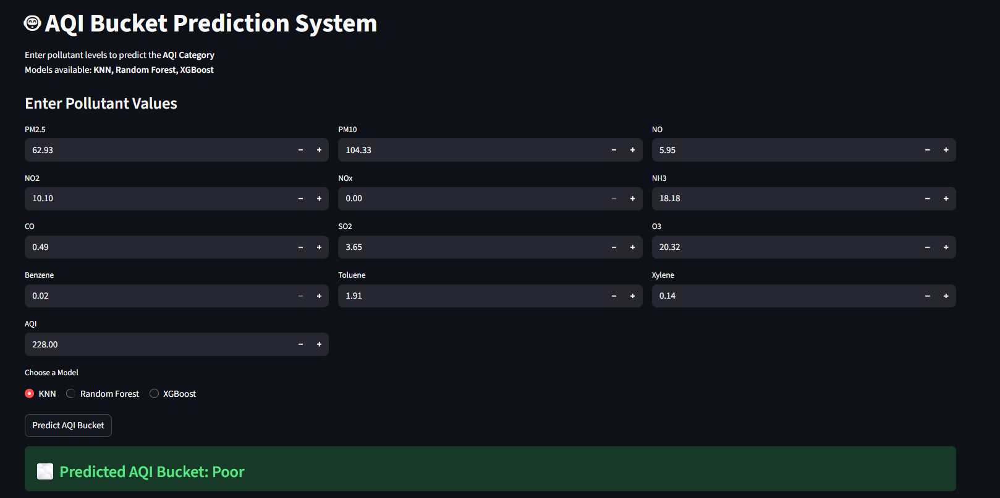 AQI Bucket Prediction System
Enter pollutant levels to predict the AQI Category
Models available: KNN, Random Forest, XGBoost
Enter Pollutant Values
PM2.5 PM10 NO
62.93 104.33 5.95
NO2 NOx NH3
10.10 0.00 18.18
CO SO2 O3
0.49 3.65 20.32
Benzene Toluene Xylene
0.02 1.91 0.14
AQI
228.00
Choose a Model
KNN Random Forest XGBoost
Predict AQI Bucket
Predicted AQI Bucket: Poor